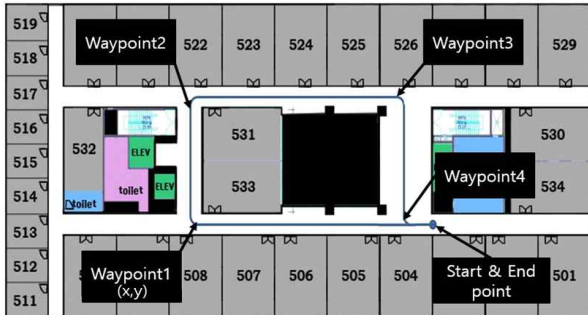 519
518
517
516
515
514
513
512
511
522
523
524
525
526
529
Waypoint2
Waypoint3
532
ELEV
toilet
ELEV
toilet
531
533
530
534
Waypoint4
Waypoint1
(x,y)
508
507
506
505
504
501
Start & End
point